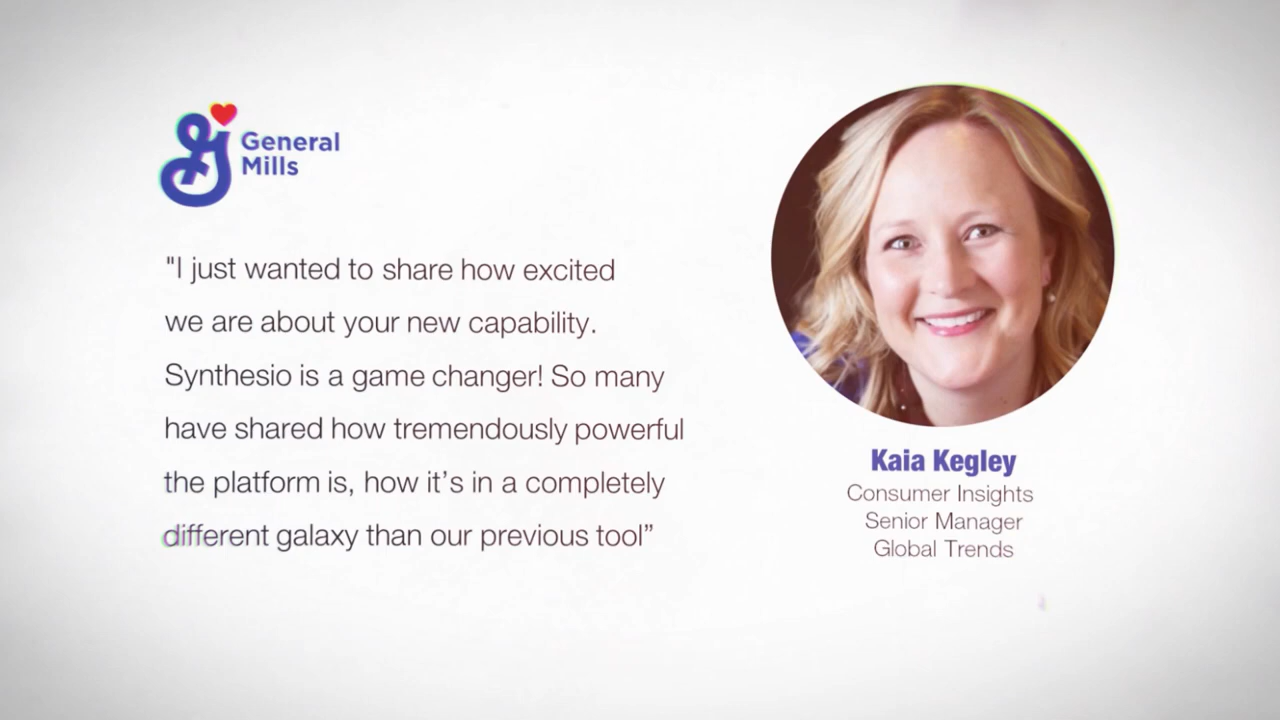 General
Mills
"I just wanted to share how excited
we are about your new capability.
Synthesio is a game changer! So many
have shared how tremendously powerful
the platform is, how it’s in a completely
different galaxy than our previous tool”
Kaia Kegley
Consumer Insights
Senior Manager
Global Trends